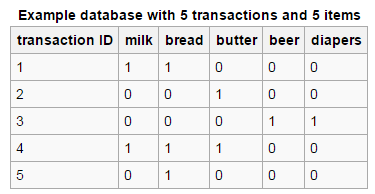 Example database with 5 transactions and 5 items
transaction ID milk bread butter beer diapers
1 1 1 0 0 0
2 0 0 1 0 0
3 0 0 0 1 1
4 1 1 1 0 0
5 0 1 0 0 0